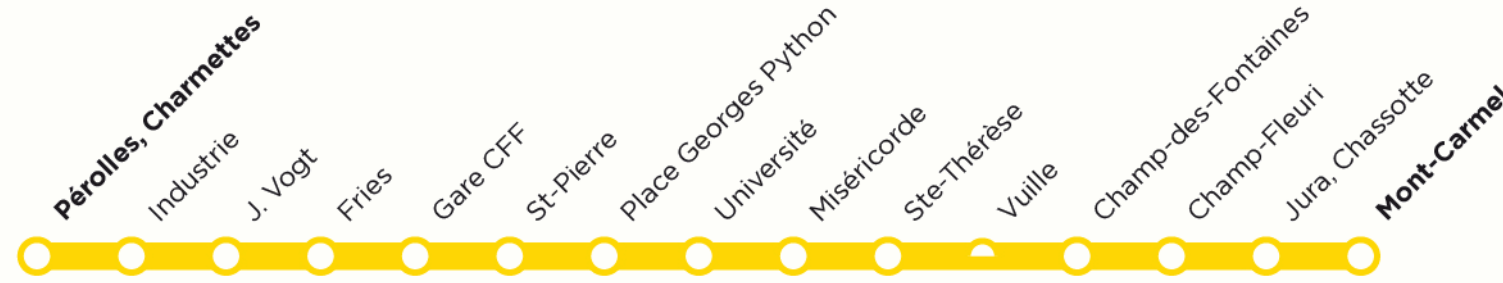 Pérolles, Charmettes
Industrie
J. Vogt
Fries
Gare CFF
St-Pierre
Place Georges Python
Université
Miséricorde
Ste-Thérèse
Vuille
Champ-des-Fontaines
Champ-Fleuri
Jura, Chassotte
Mont-Carmel